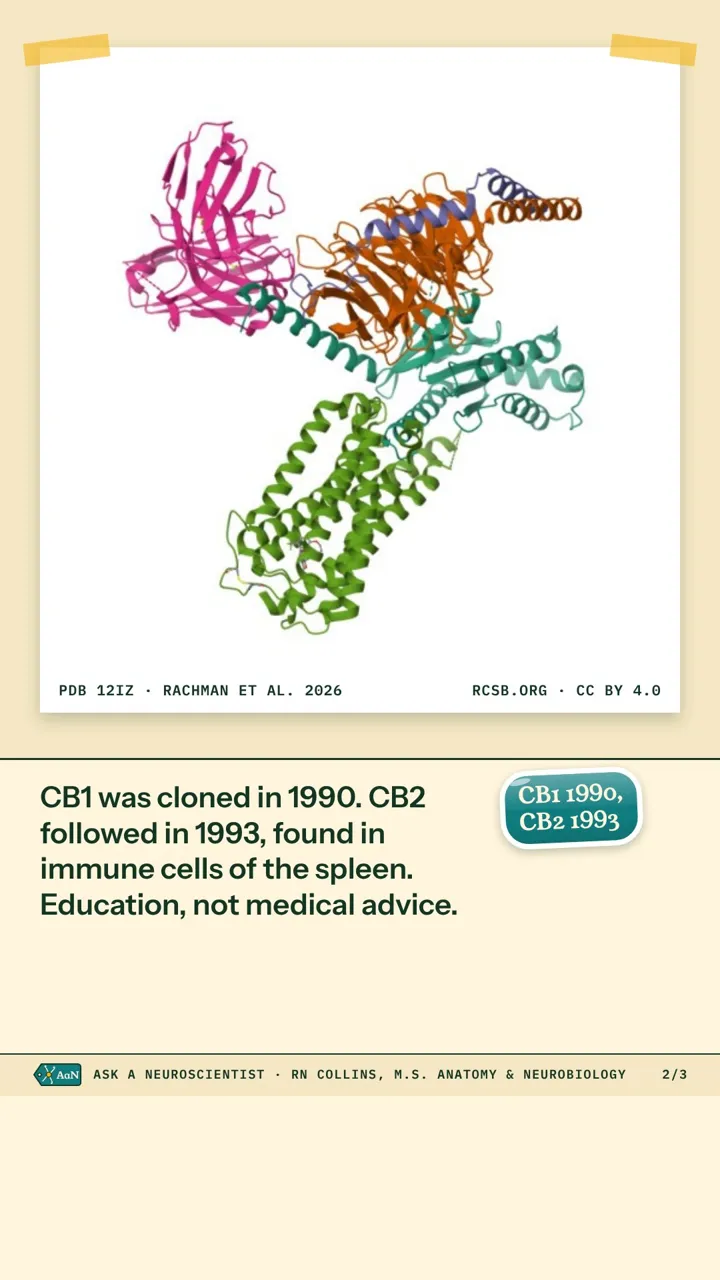 PDB 12IZ · RACHMAN ET AL. 2026
RCSB.ORG · CC BY 4.0
CB1 was cloned in 1990. CB2
followed in 1993, found in
immune cells of the spleen.
Education, not medical advice.
CB1 1990,
CB2 1993
AaN
ASK A NEUROSCIENTIST · RN COLLINS, M.S. ANATOMY & NEUROBIOLOGY
2/3